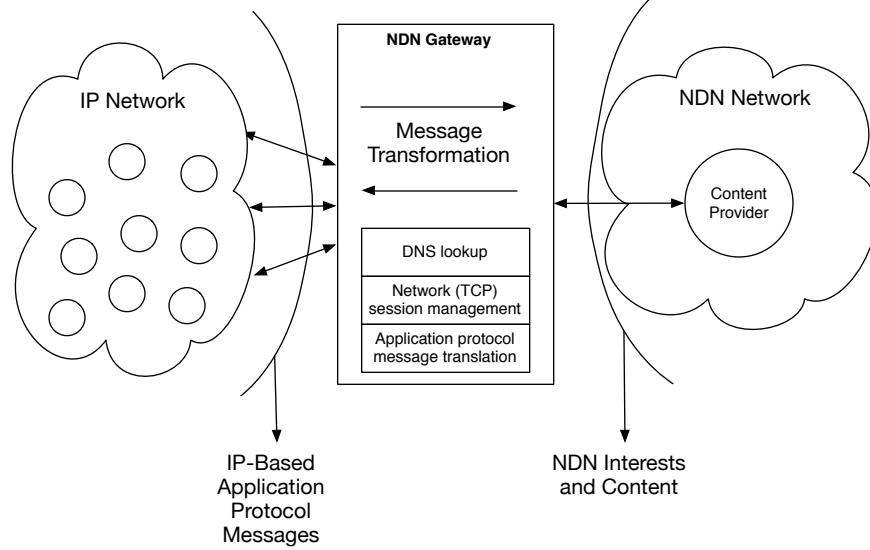 NDN Gateway
IP Network
NDN Network
Message
Transformation
Content
Provider
DNS lookup
Network (TCP)
session management
Application protocol
message translation
IP-Based
Application
Protocol
Messages
NDN Interests
and Content